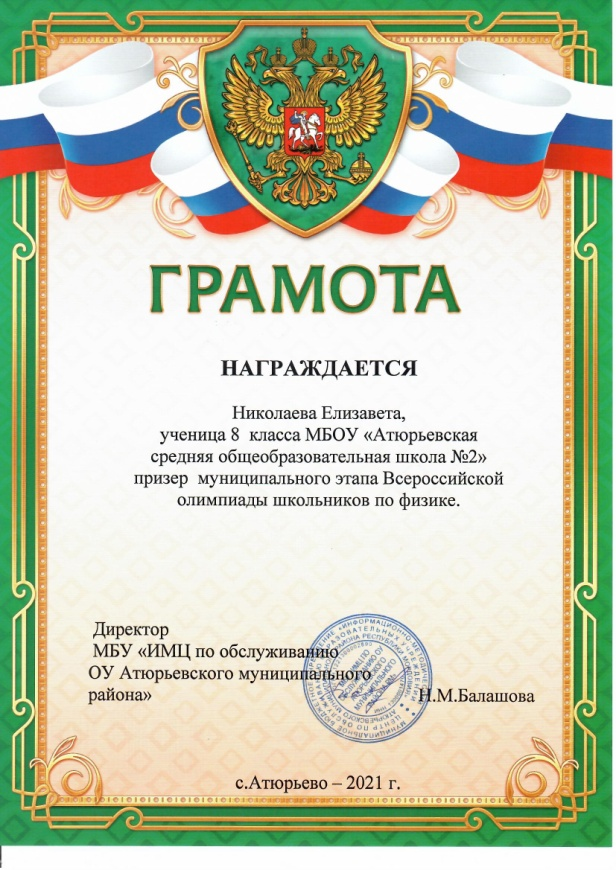 ГРАМОТА
НАГРАЖДАЕТСЯ
Николаева Елизавета,
ученица 8 класса МБОУ «Атюрьевская
средняя общеобразовательная школа №2»
призер муниципального этапа Всероссийской
олимпиады школьников по физике.
Директор
МБУ «ИМЦ по обслуживанию
ОУ Атюрьевского муниципального
района»
Н.М.Балашова
с.Атюрьево – 2021 г.